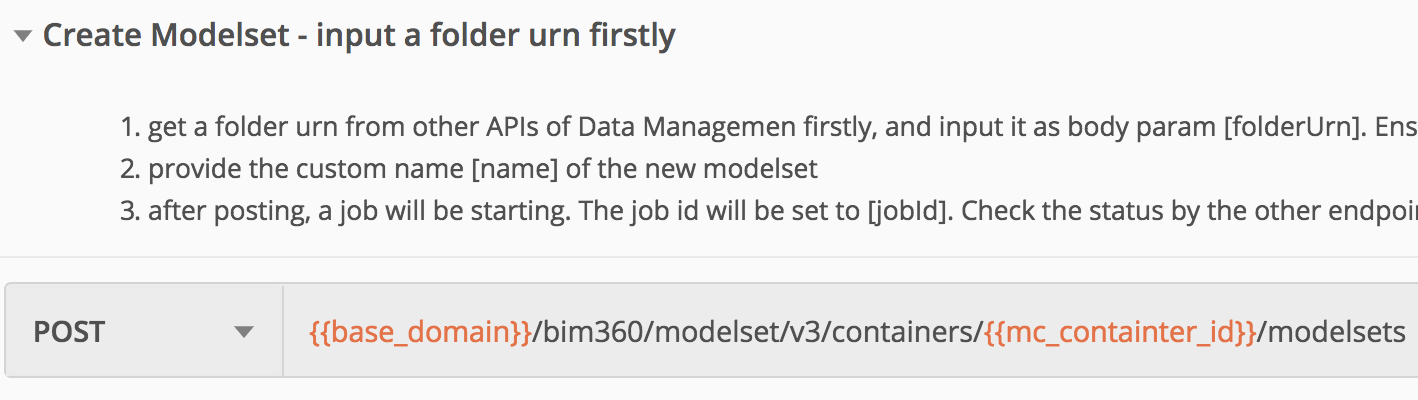 Create Modelset - input a folder urn firstly
1. get a folder urn from other APIs of Data Managemen firstly, and input it as body param [folderUrn]. Ens
2. provide the custom name [name] of the new modelset
3. after posting, a job will be starting. The job id will be set to [jobId]. Check the status by the other endpoi
POST {{base_domain}}/bim360/modelset/v3/containers/{{mc_containter_id}}/modelsets